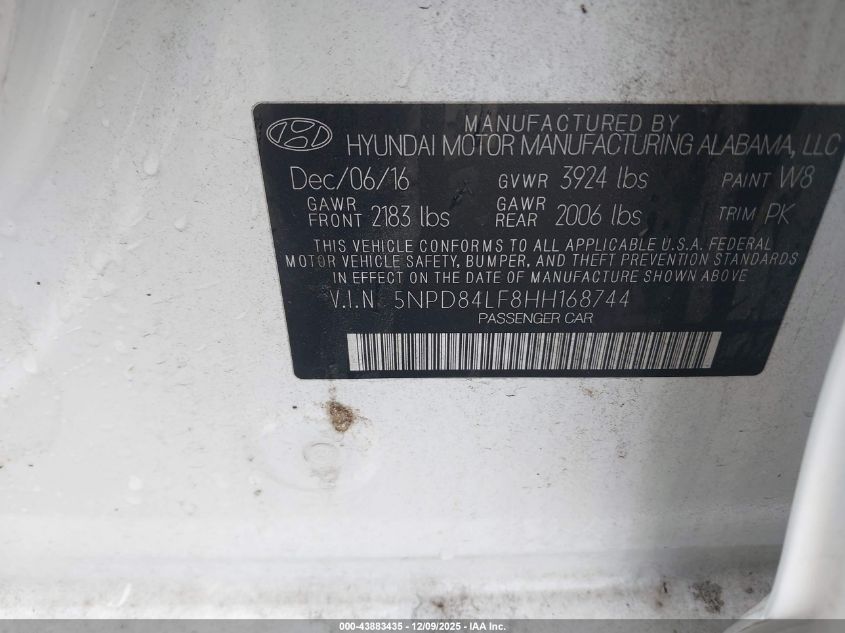 MANUFACTURED BY
HYUNDAI MOTOR MANUFACTURING ALABAMA, LLC
Dec/06/16 GVWR 3924 lbs PAINT W8
GAWR FRONT 2183 lbs GAWR REAR 2006 lbs TRIM PK
THIS VEHICLE CONFORMS TO ALL APPLICABLE U.S.A. FEDERAL
MOTOR VEHICLE SAFETY, BUMPER, AND THEFT PREVENTION STANDARDS
IN EFFECT ON THE DATE OF MANUFACTURE SHOWN ABOVE.
V.I.N. 5NPD84LF8HH168744
PASSENGER CAR
000-43883435 - 12/09/2025 - IAA Inc.